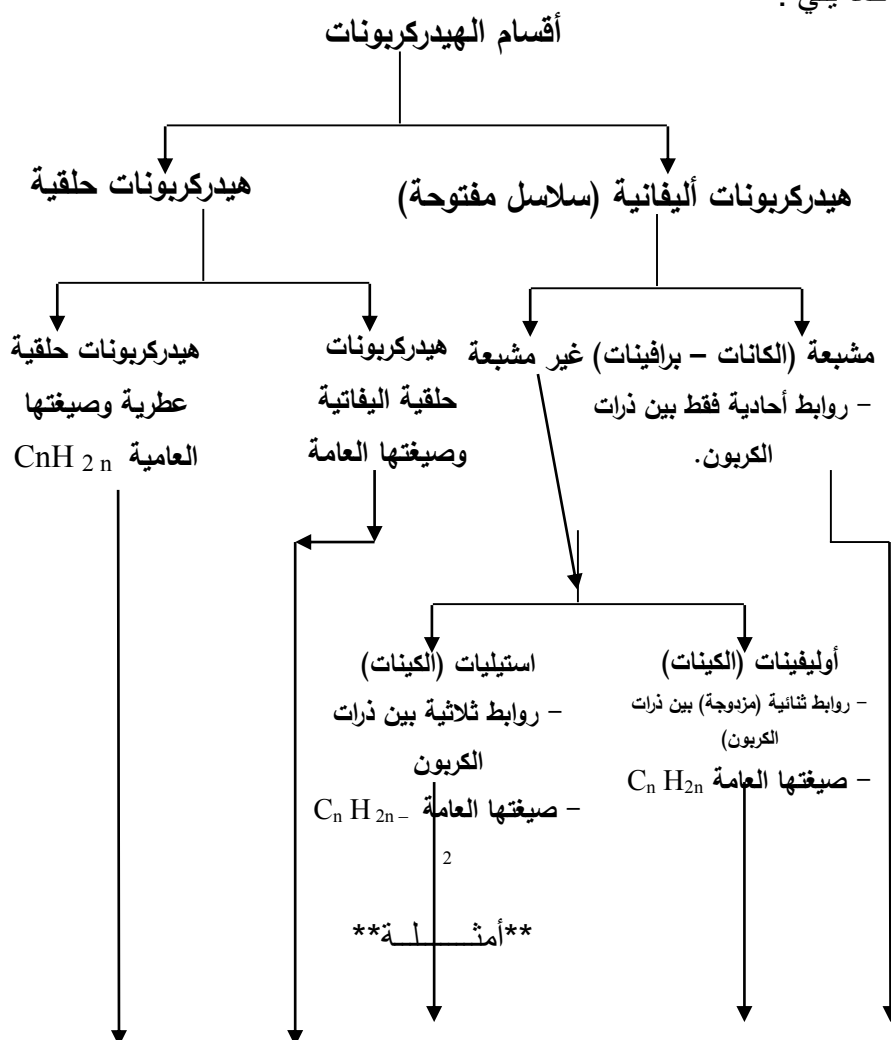 يلي :
أقسام الهيدركربونات
هيدركربونات أليفانية (سلاسل مفتوحة)
هيدركربونات حلقية
مشبعة (الكانات – برافينات)
– روابط أحادية فقط بين ذرات
الكربون.
غير مشبعة
هيدركربونات
حلقية اليفاتية
وصيغتها العامة
هيدركربونات حلقية
عطرية وصيغتها
العامية CnH 2 n
أوليفينات (الكينات)
– روابط ثنائية (مزدوجة) بين ذرات
الكربون)
– صيغتها العامة Cn H2n
استيليات (الكينات)
– روابط ثلاثية بين ذرات
الكربون
– صيغتها العامة Cn H 2n –
2
**أمثـــلــة**